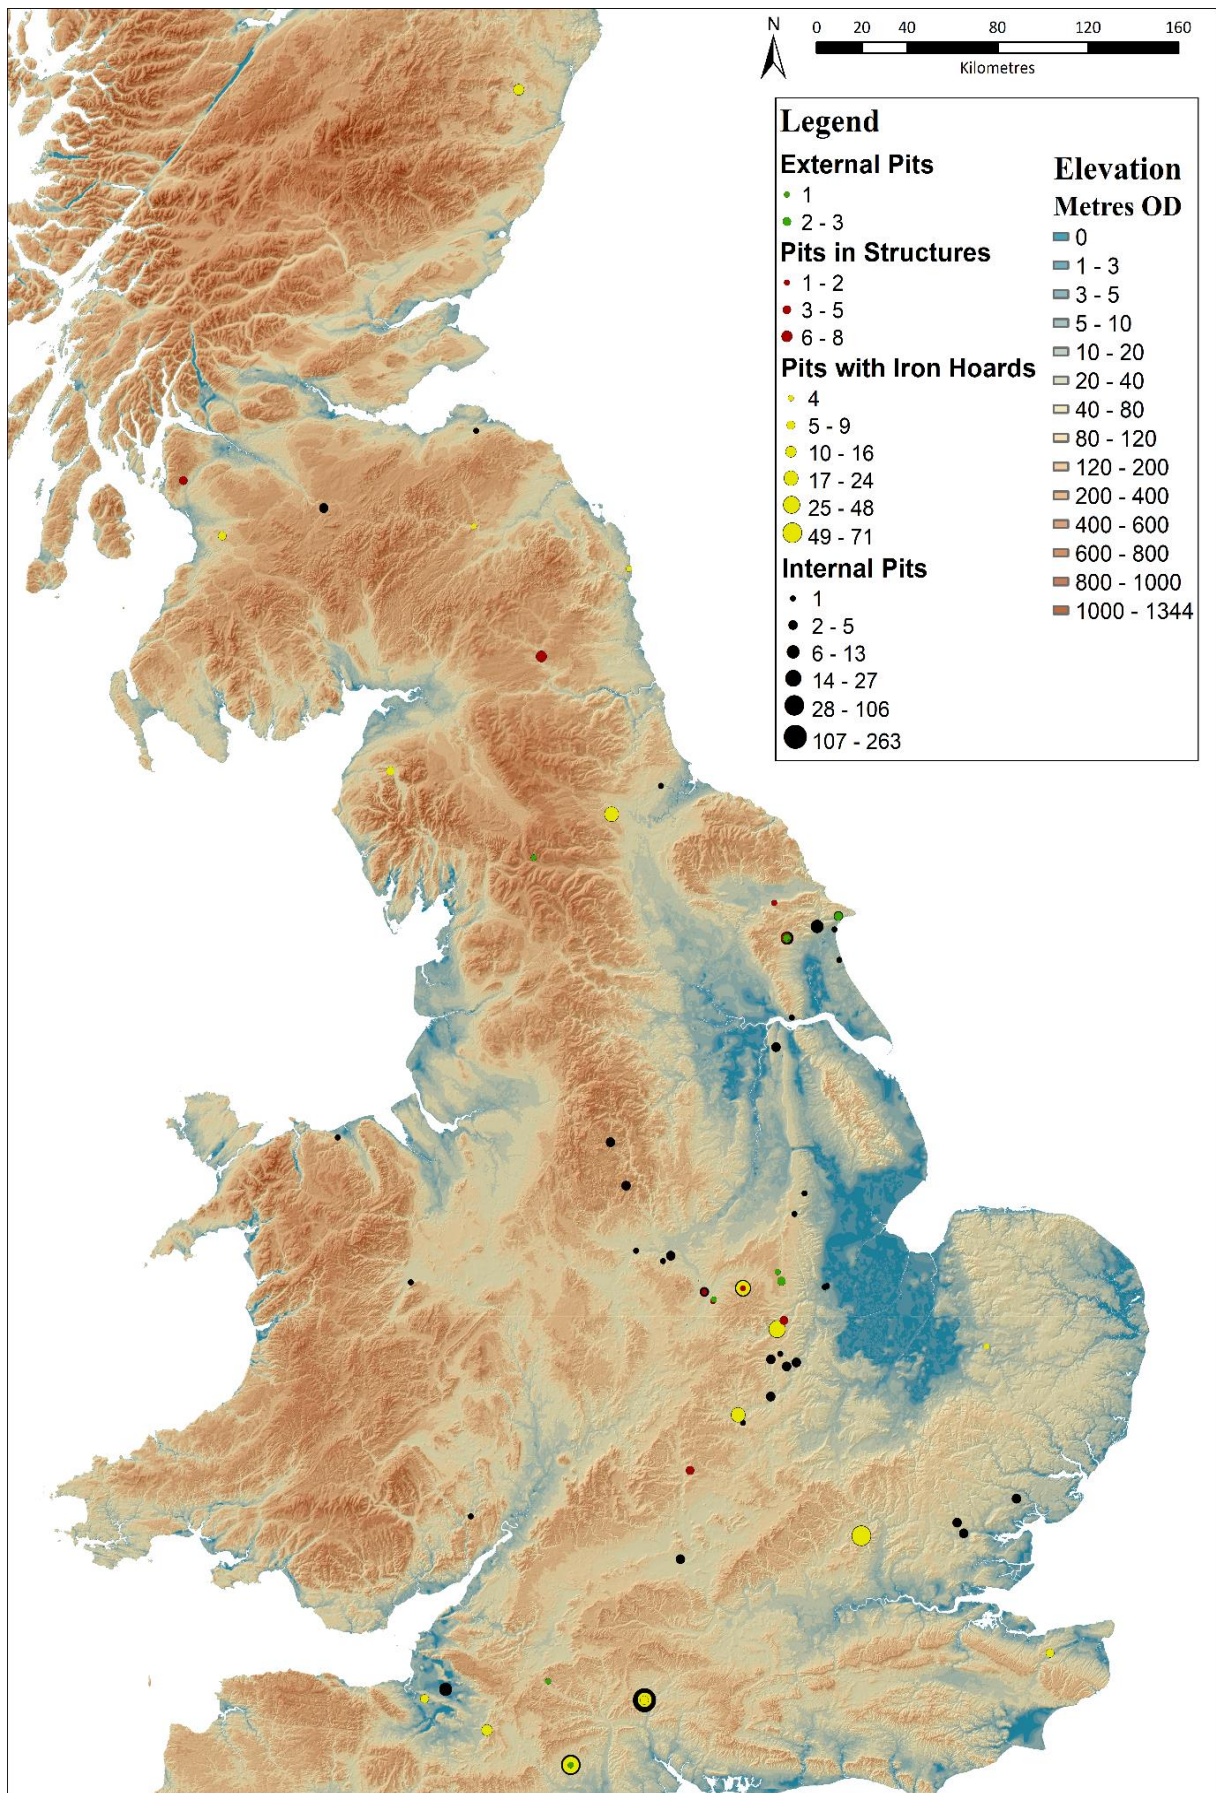 N
0 20 40 80 120 160
Kilometres
Legend
External Pits
1
2 - 3
Pits in Structures
1 - 2
3 - 5
6 - 8
Pits with Iron Hoards
4
5 - 9
10 - 16
17 - 24
25 - 48
49 - 71
Internal Pits
1
2 - 5
6 - 13
14 - 27
28 - 106
107 - 263
Elevation
Metres OD
0
1 - 3
3 - 5
5 - 10
10 - 20
20 - 40
40 - 80
80 - 120
120 - 200
200 - 400
400 - 600
600 - 800
800 - 1000
1000 - 1344